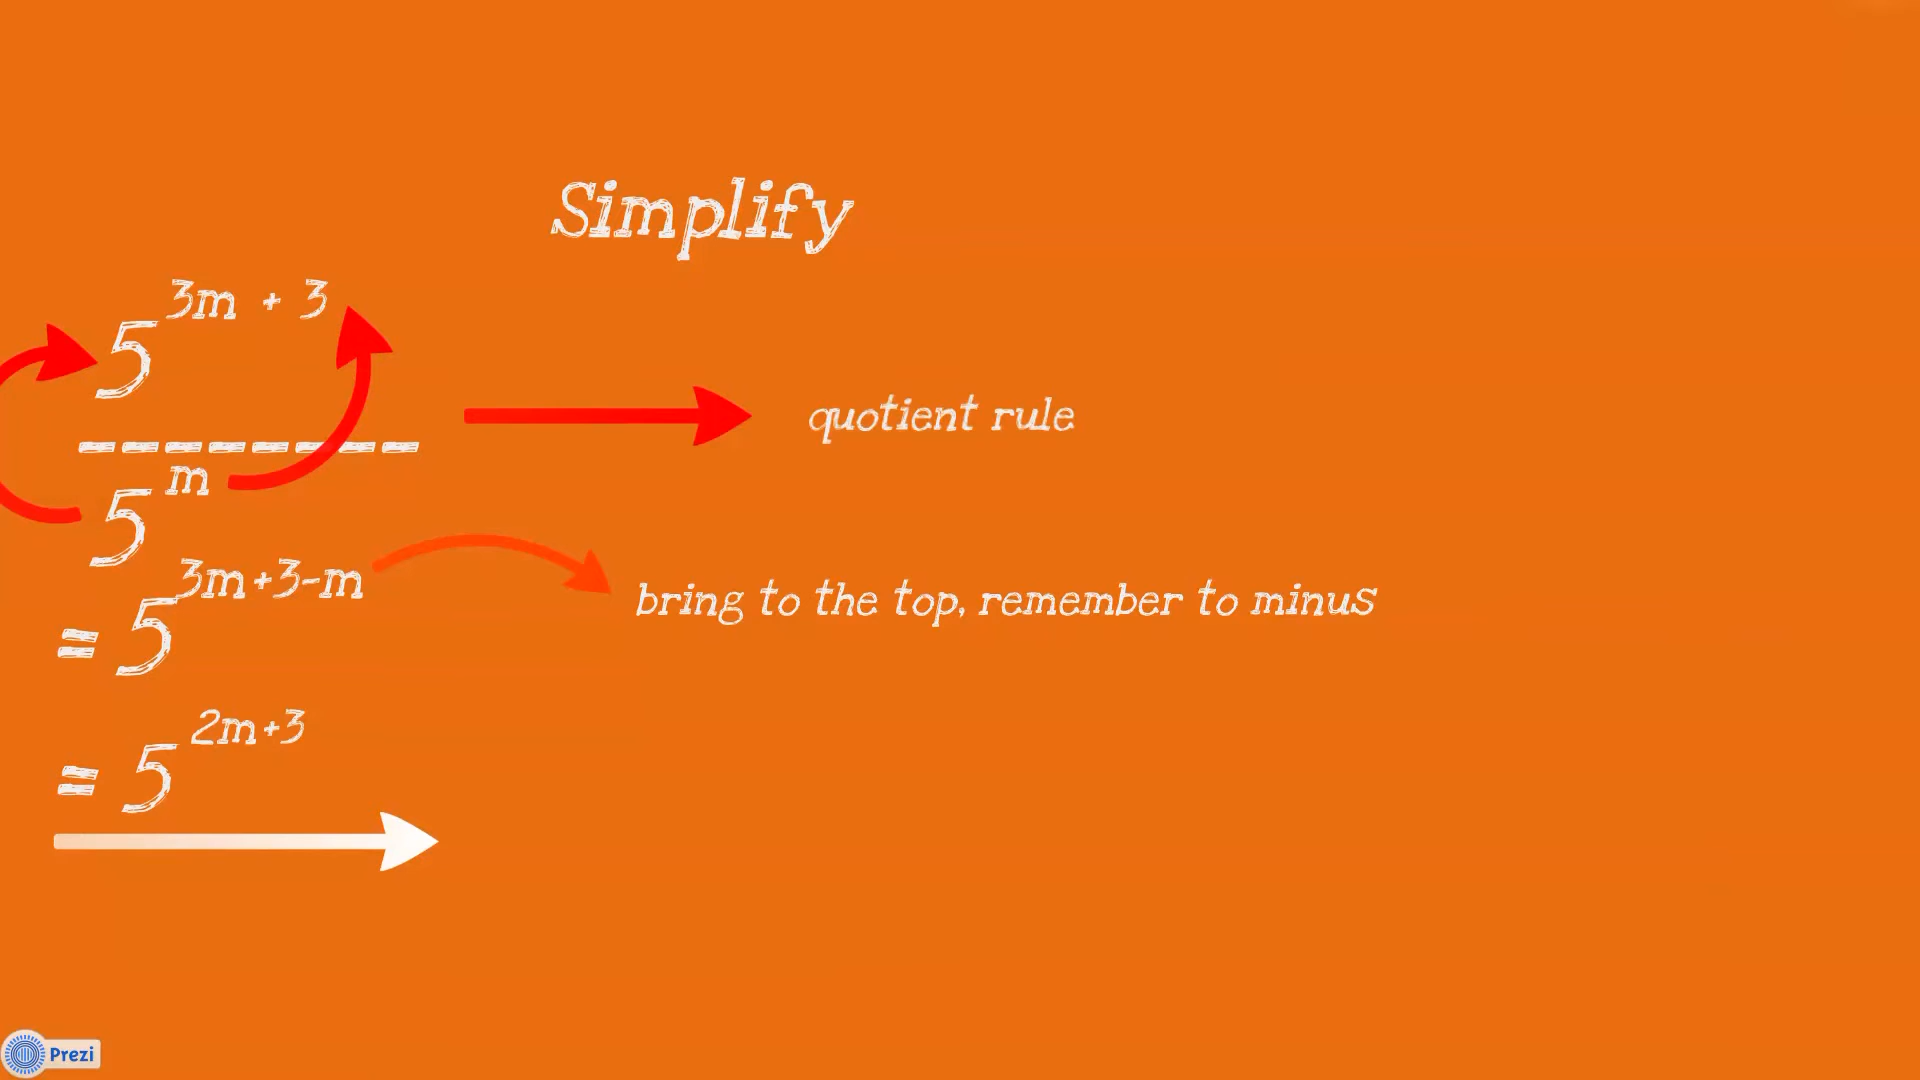 Simplify
5^{3m + 3}
--------
5^{m}
quotient rule
= 5^{3m+3-m}
bring to the top, remember to minus
= 5^{2m+3}
Prezi